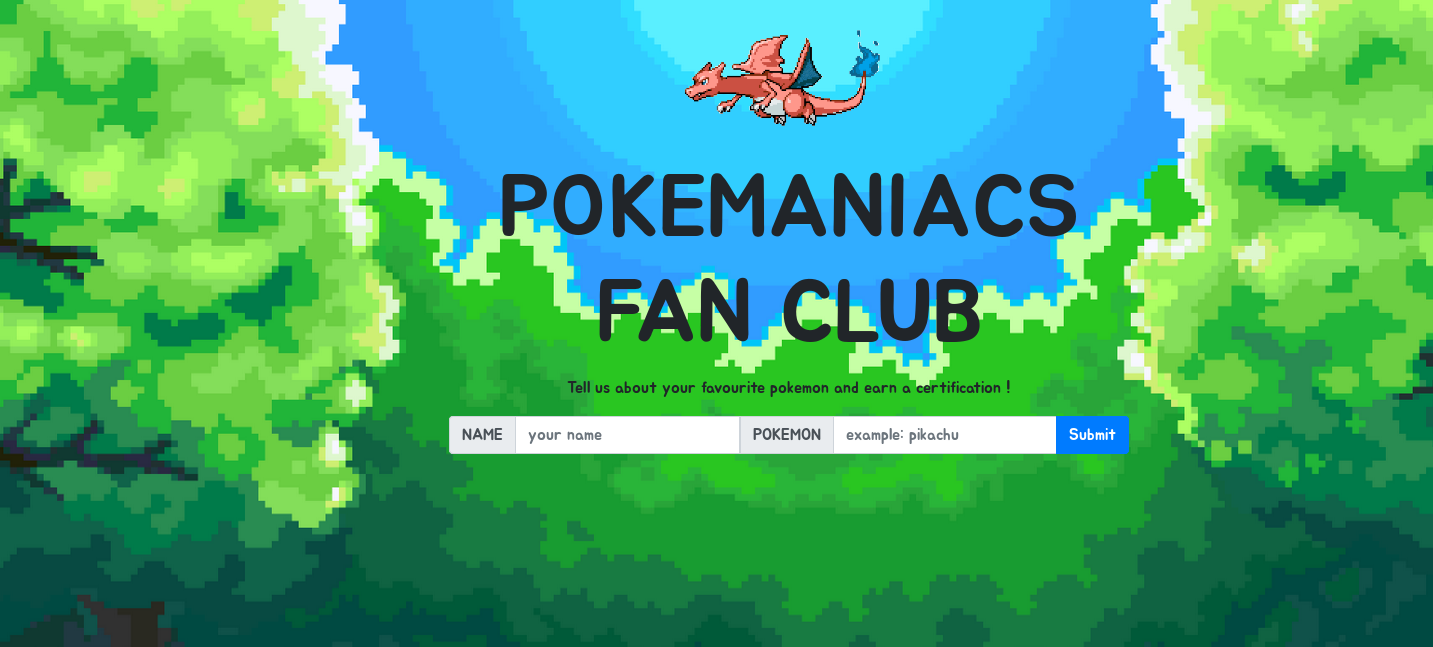 POKEMANIACS
FAN CLUB
Tell us about your favourite pokemon and earn a certification !
NAME your name POKEMON example: pikachu Submit